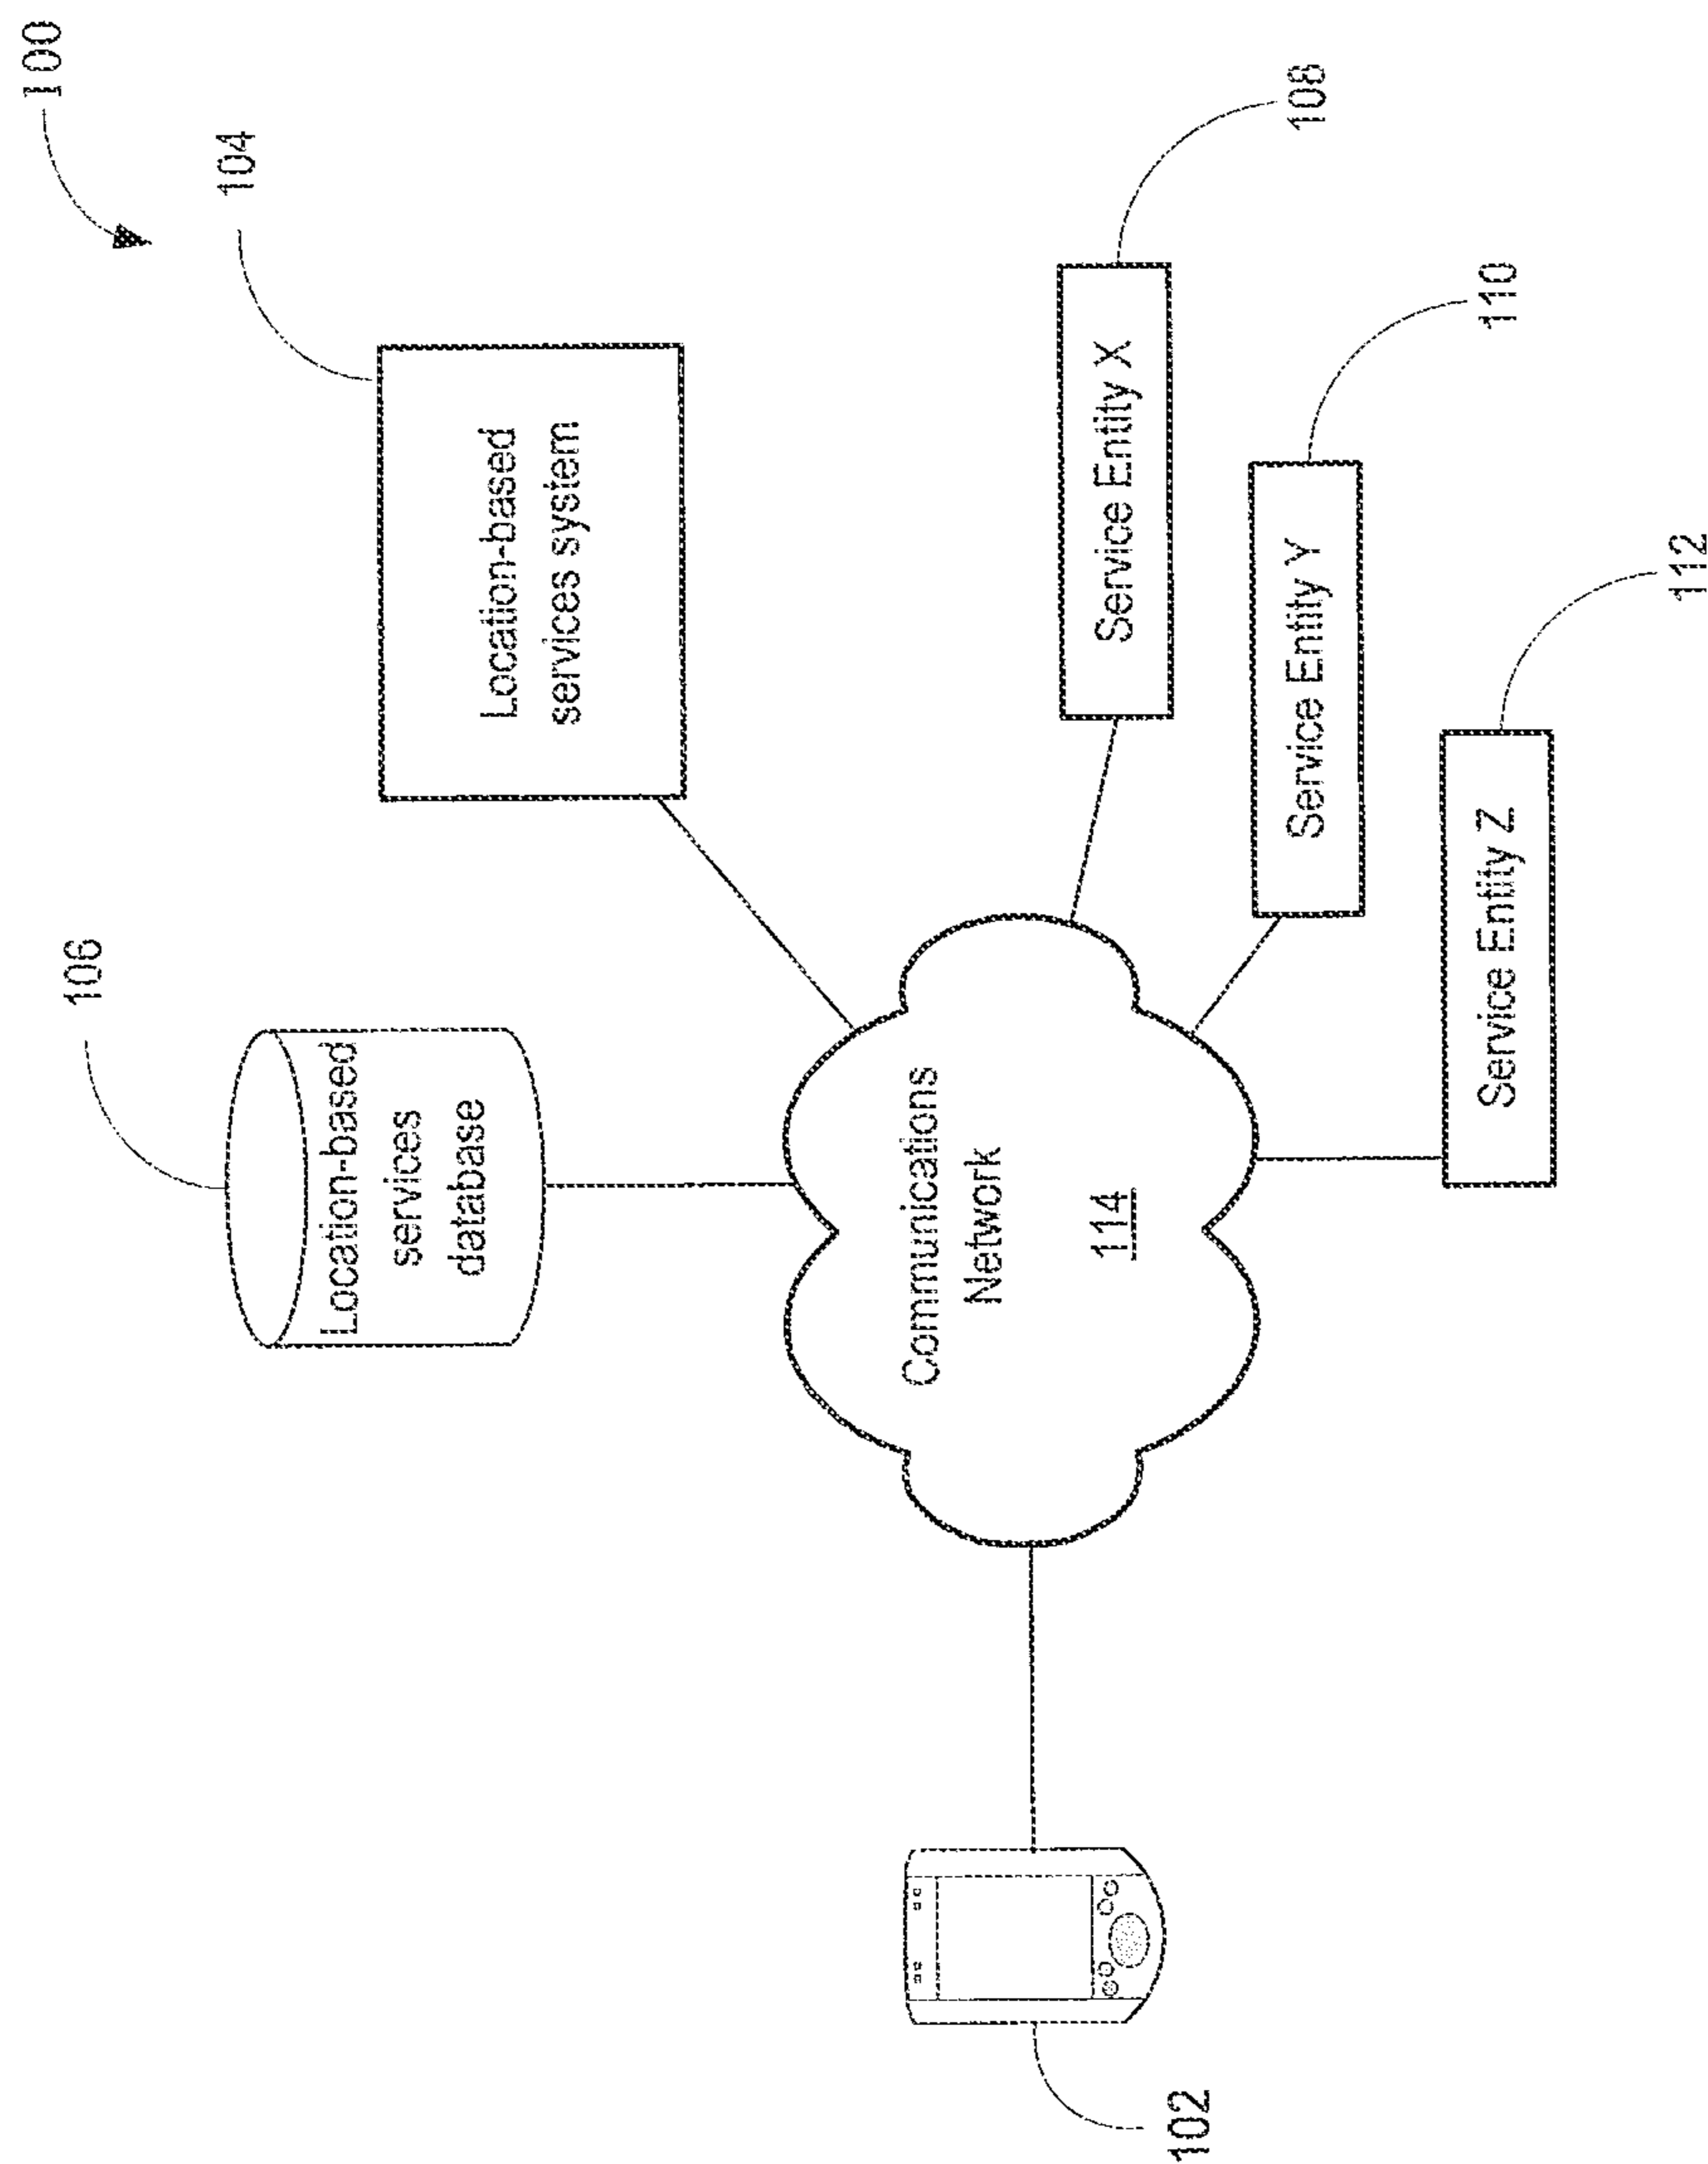 100
104
106
Location-based
services system
Location-based
services
database
108
Service Entity X
110
Communications
Network
114
Service Entity Y
112
Service Entity Z
102